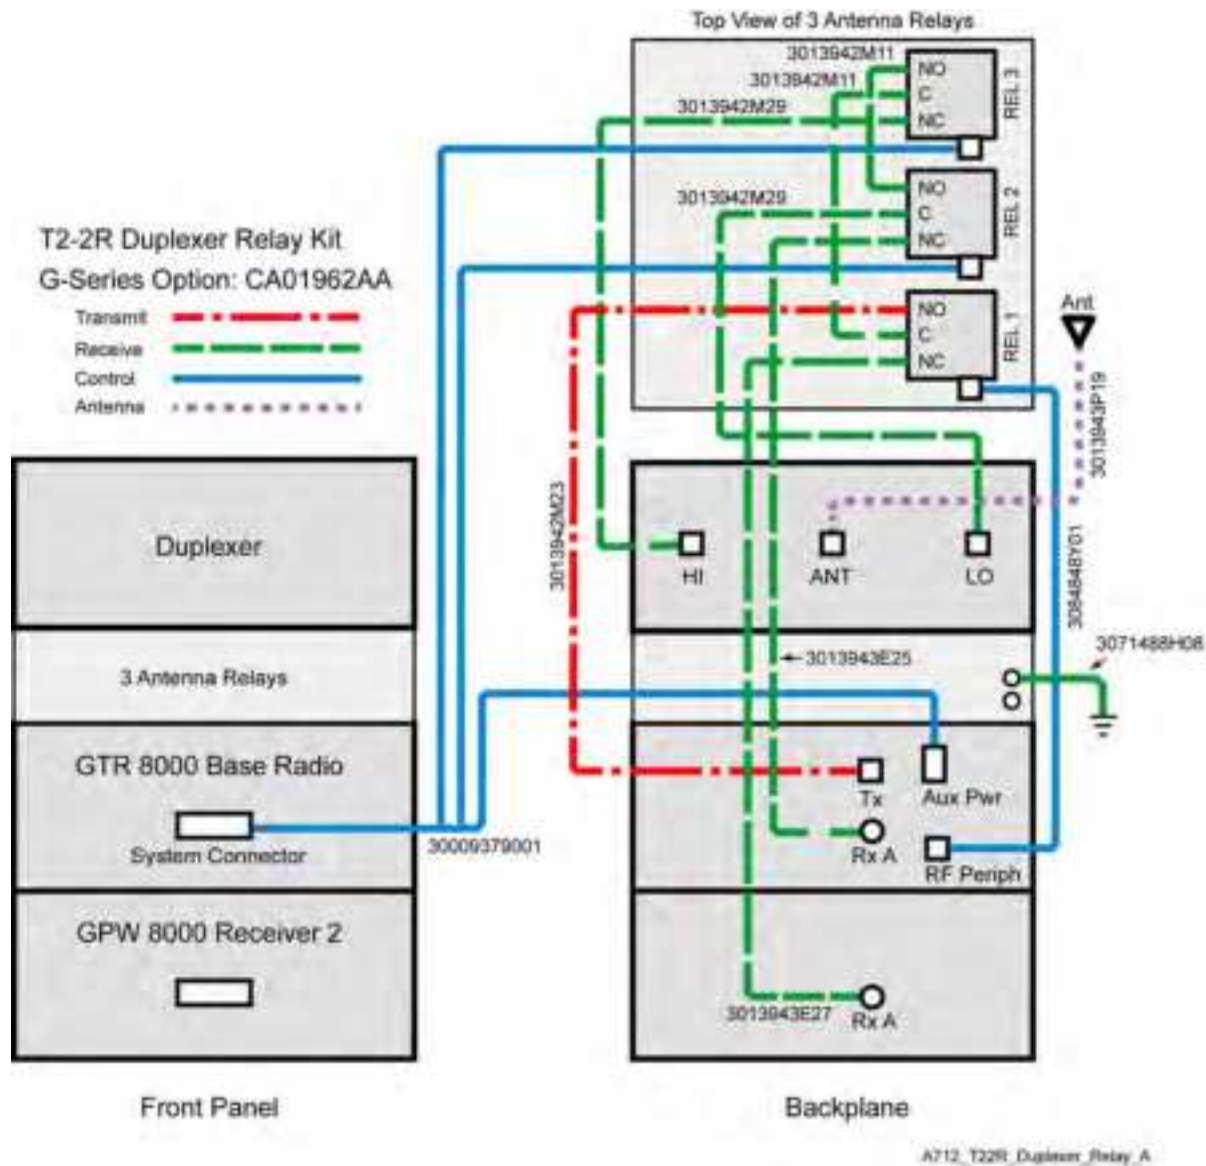 Top View of 3 Antenna Relays
3013942M11
3013942M11
3013942M29
NO
C
NC
REL 3
3013942M29
NO
C
NC
REL 2
NO
C
NC
REL 1
T2-2R Duplexer Relay Kit
G-Series Option: CA01962AA
Transmit
Receive
Control
Antenna
Ant
3013943P19
3013942M23
3084848Y01
Duplexer
HI
ANT
LO
3 Antenna Relays
3013943E25
3071488H08
GTR 8000 Base Radio
System Connector
30009379001
Tx
Aux Pwr
Rx A
RF Periph
GPW 8000 Receiver 2
3013943E27
Rx A
Front Panel
Backplane
A712_T22R_Duplexer_Relay_A